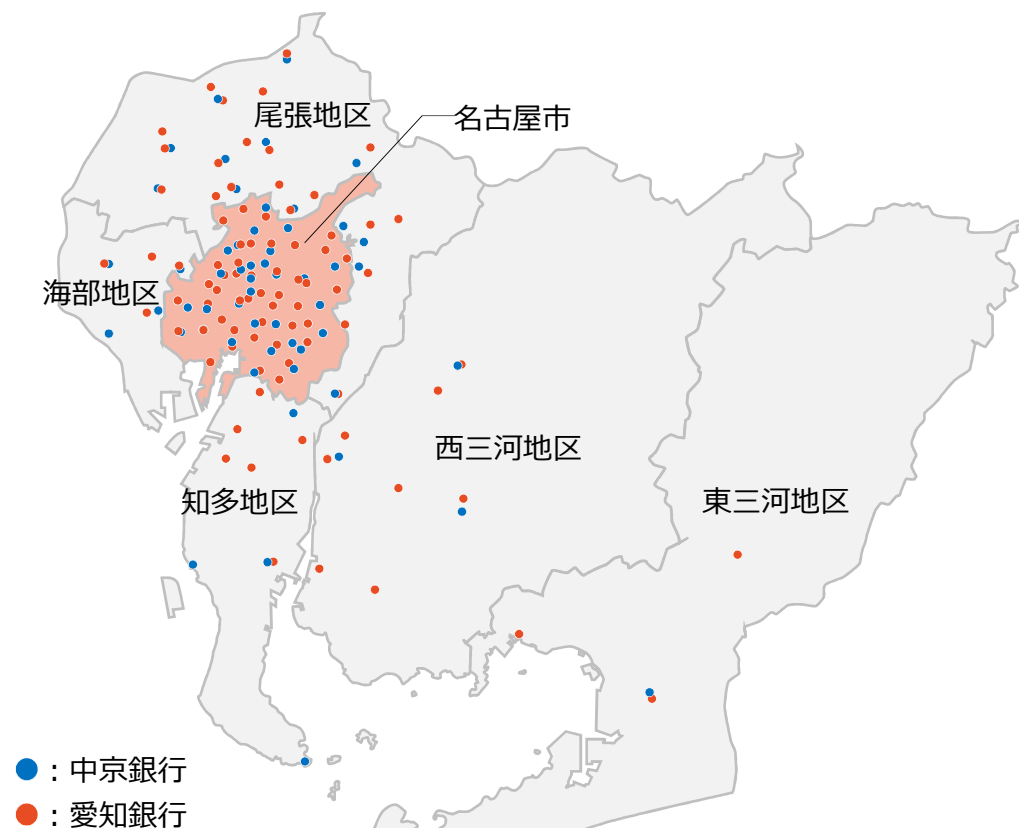 尾張地区
名古屋市
海部地区
西三河地区
知多地区
東三河地区
：中京銀行
：愛知銀行